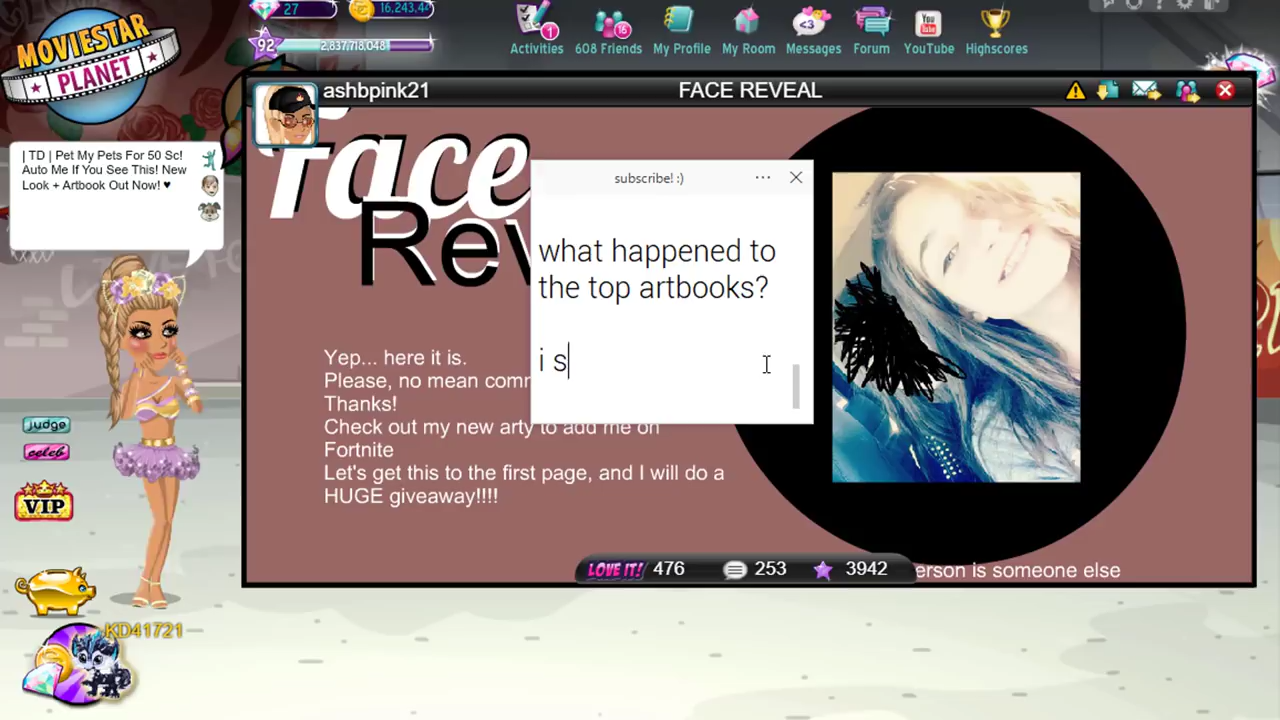 MOVIESTAR
PLANET
27
16,243,44
92
2,837,718,048
1
Activities
16
608 Friends
My Profile
My Room
<3
Messages
Forum
You
Tube
YouTube
Highscores
ashbpink21
FACE REVEAL
| TD | Pet My Pets For 50 Sc!
Auto Me If You See This! New
Look + Artbook Out Now! ♥
face
Rev
subscribe! :)
what happened to
the top artbooks?
i s
Yep... here it is.
Please, no mean comm
Thanks!
Check out my new arty to add me on
Fortnite
Let's get this to the first page, and I will do a
HUGE giveaway!!!!
judge
celeb
VIP
KD41721
LOVE IT! 476 253 3942
erson is someone else